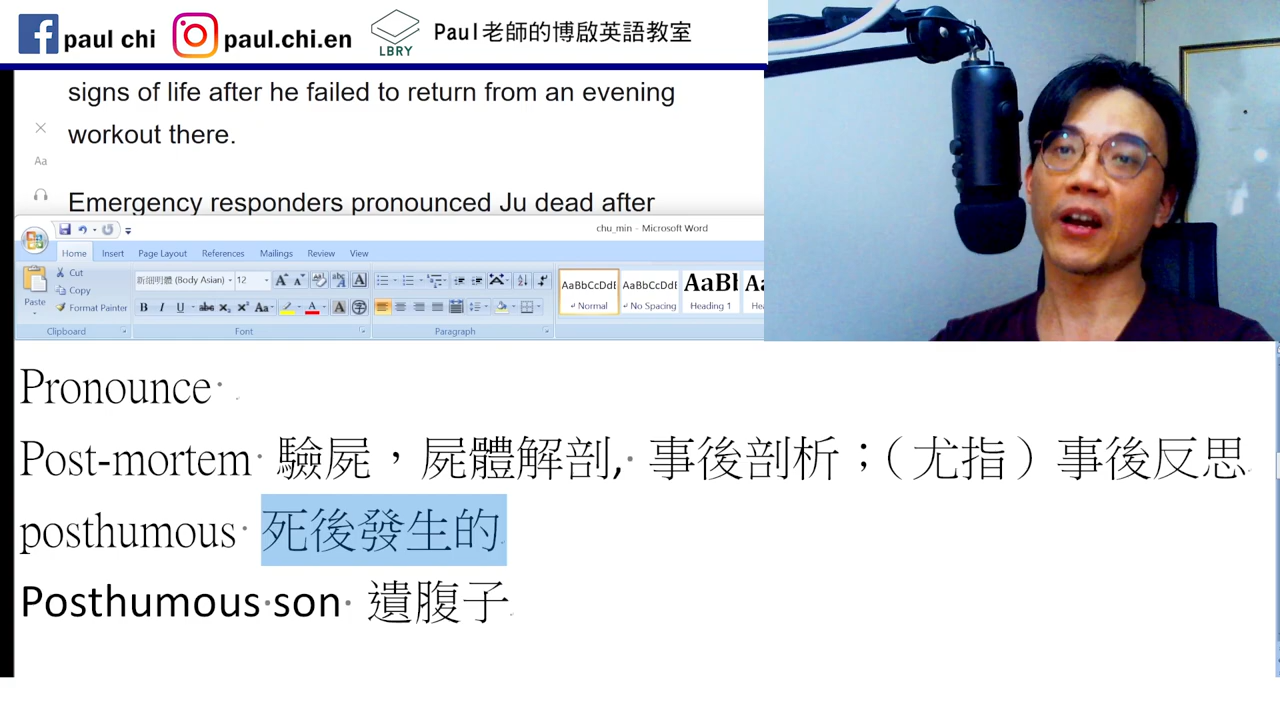 paul chi paul.chi.en LBRY Paul老師的博啟英語教室
signs of life after he failed to return from an evening
workout there.
Emergency responders pronounced Ju dead after
chu_min - Microsoft Word
Home Insert Page Layout References Mailings Review View
Paste
Cut
Copy
Format Painter
Clipboard
新細明體 (Body Asian) 12
Font
Paragraph
AaBbCcDdE AaBbCcDdE AaBb
Normal No Spacing Heading 1
Pronounce
Post-mortem 驗屍，屍體解剖, 事後剖析；（尤指）事後反思
posthumous 死後發生的
Posthumous son 遺腹子